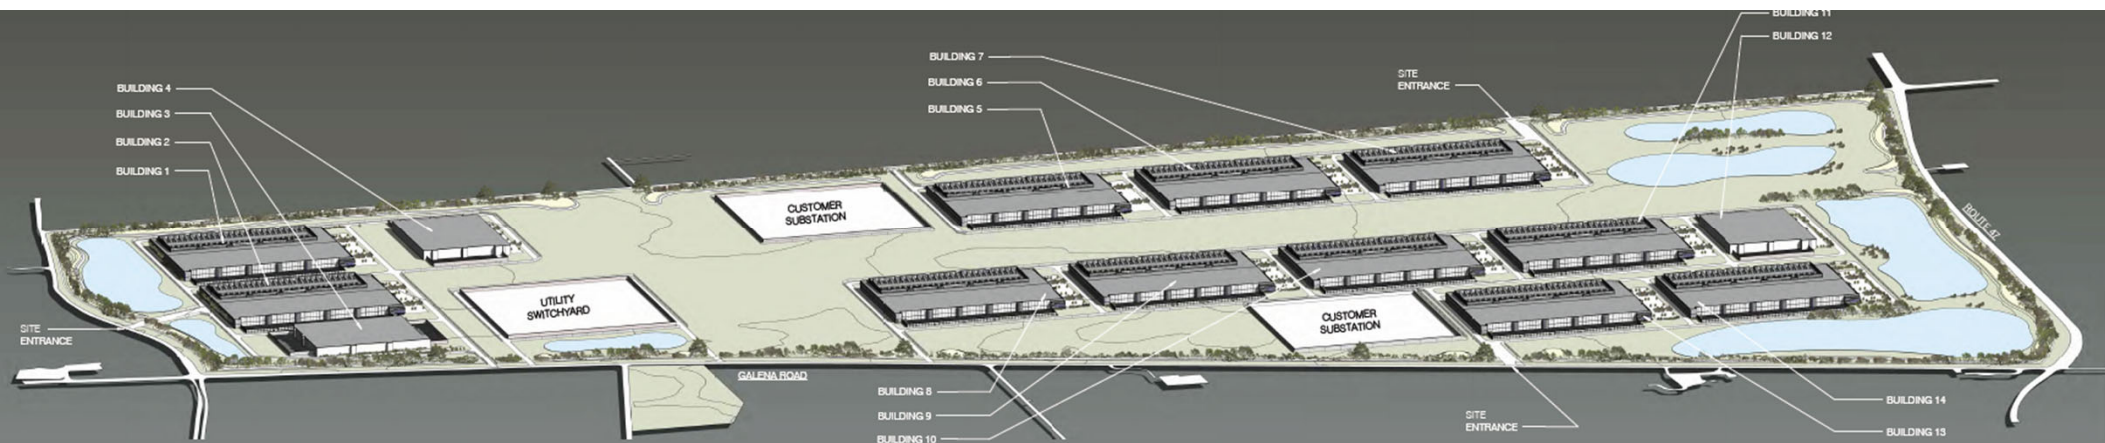 BUILDING 11
BUILDING 12
BUILDING 7
BUILDING 6
BUILDING 5
SITE
ENTRANCE
BUILDING 4
BUILDING 3
BUILDING 2
BUILDING 1
CUSTOMER
SUBSTATION
ROUTE 47
UTILITY
SWITCHYARD
CUSTOMER
SUBSTATION
SITE
ENTRANCE
GALENA ROAD
BUILDING 8
BUILDING 9
BUILDING 10
SITE
ENTRANCE
BUILDING 14
BUILDING 13